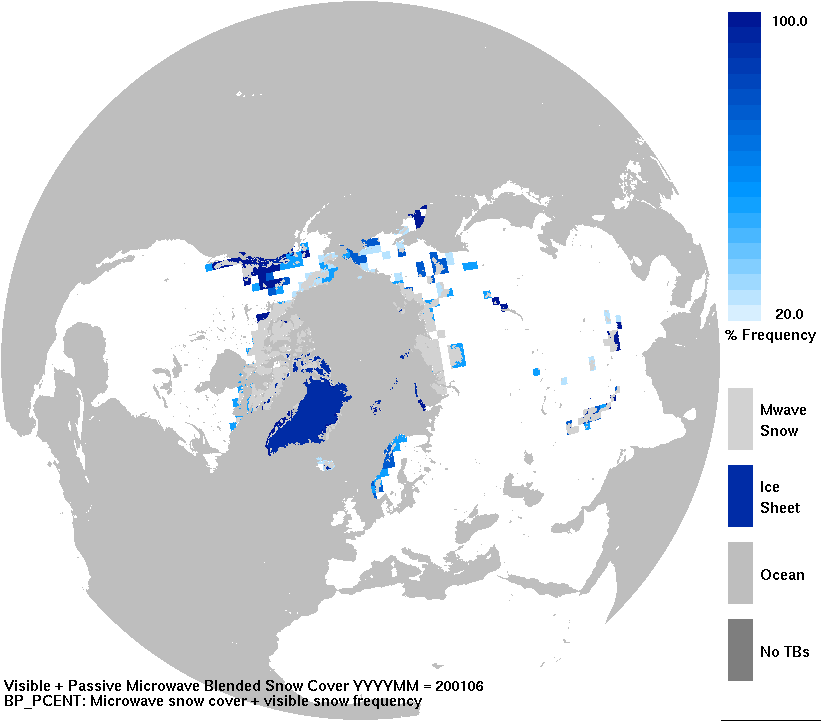 100.0
20.0
% Frequency
Mwave
Snow
Ice
Sheet
Ocean
No TBs
Visible + Passive Microwave Blended Snow Cover YYYYMM = 200106
BP_PCENT: Microwave snow cover + visible snow frequency